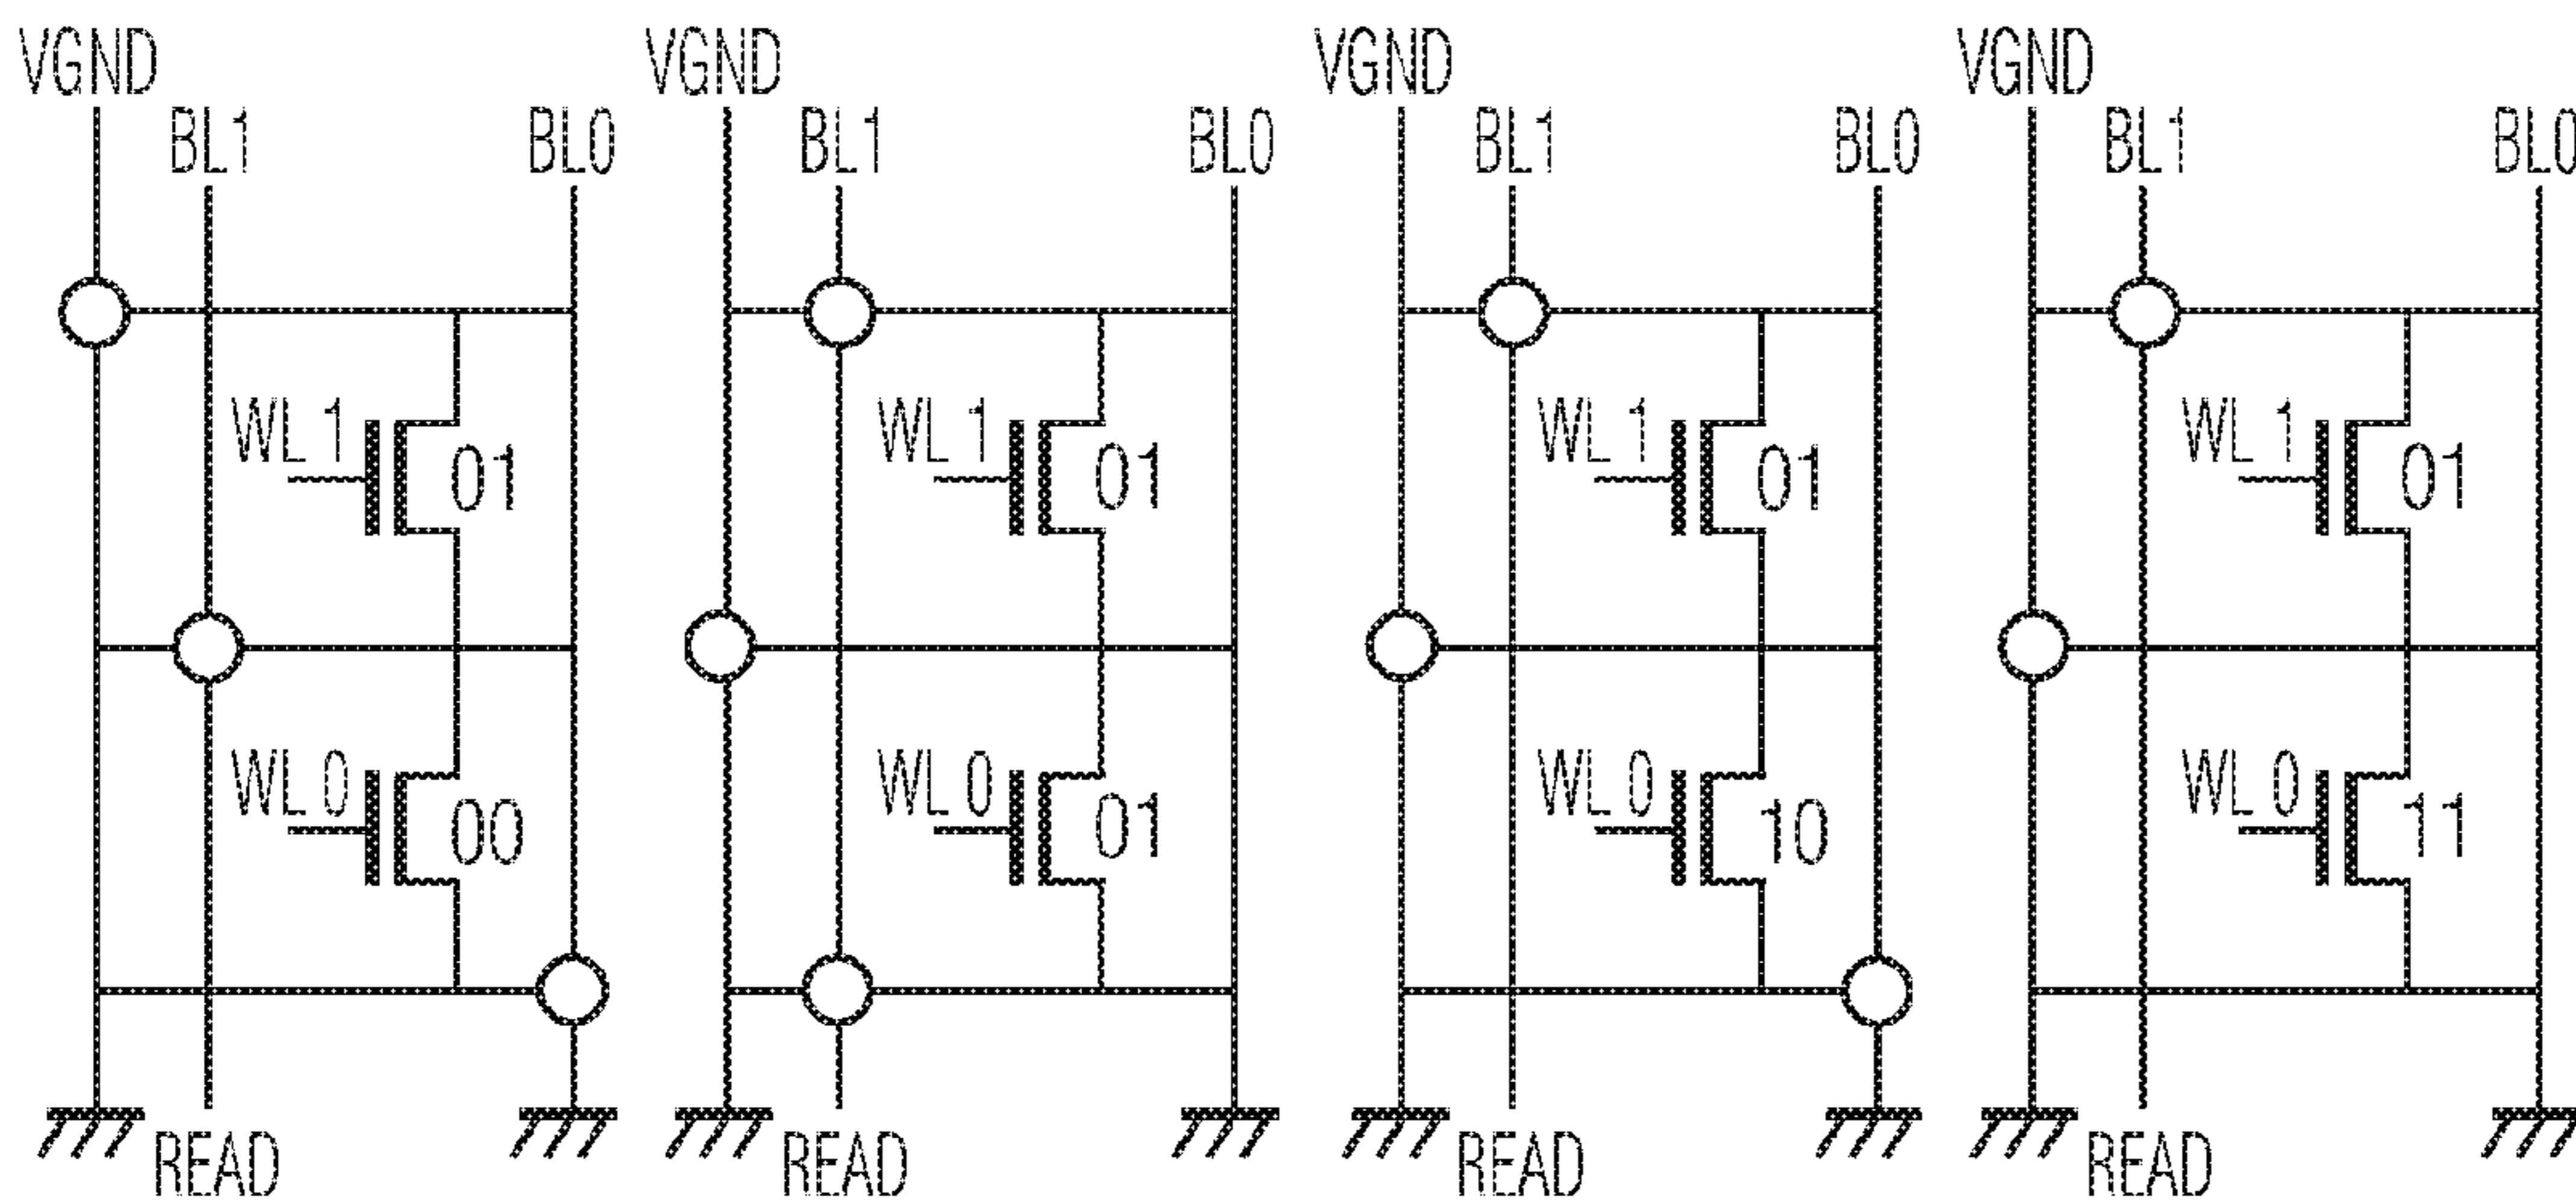 VGND VGND VGND VGND
BL1 BL0 BL1 BL0 BL1 BL0 BL1 BL0
WL1 01 WL1 01 WL1 01 WL1 01
WL0 00 WL0 01 WL0 10 WL0 11
READ READ READ READ